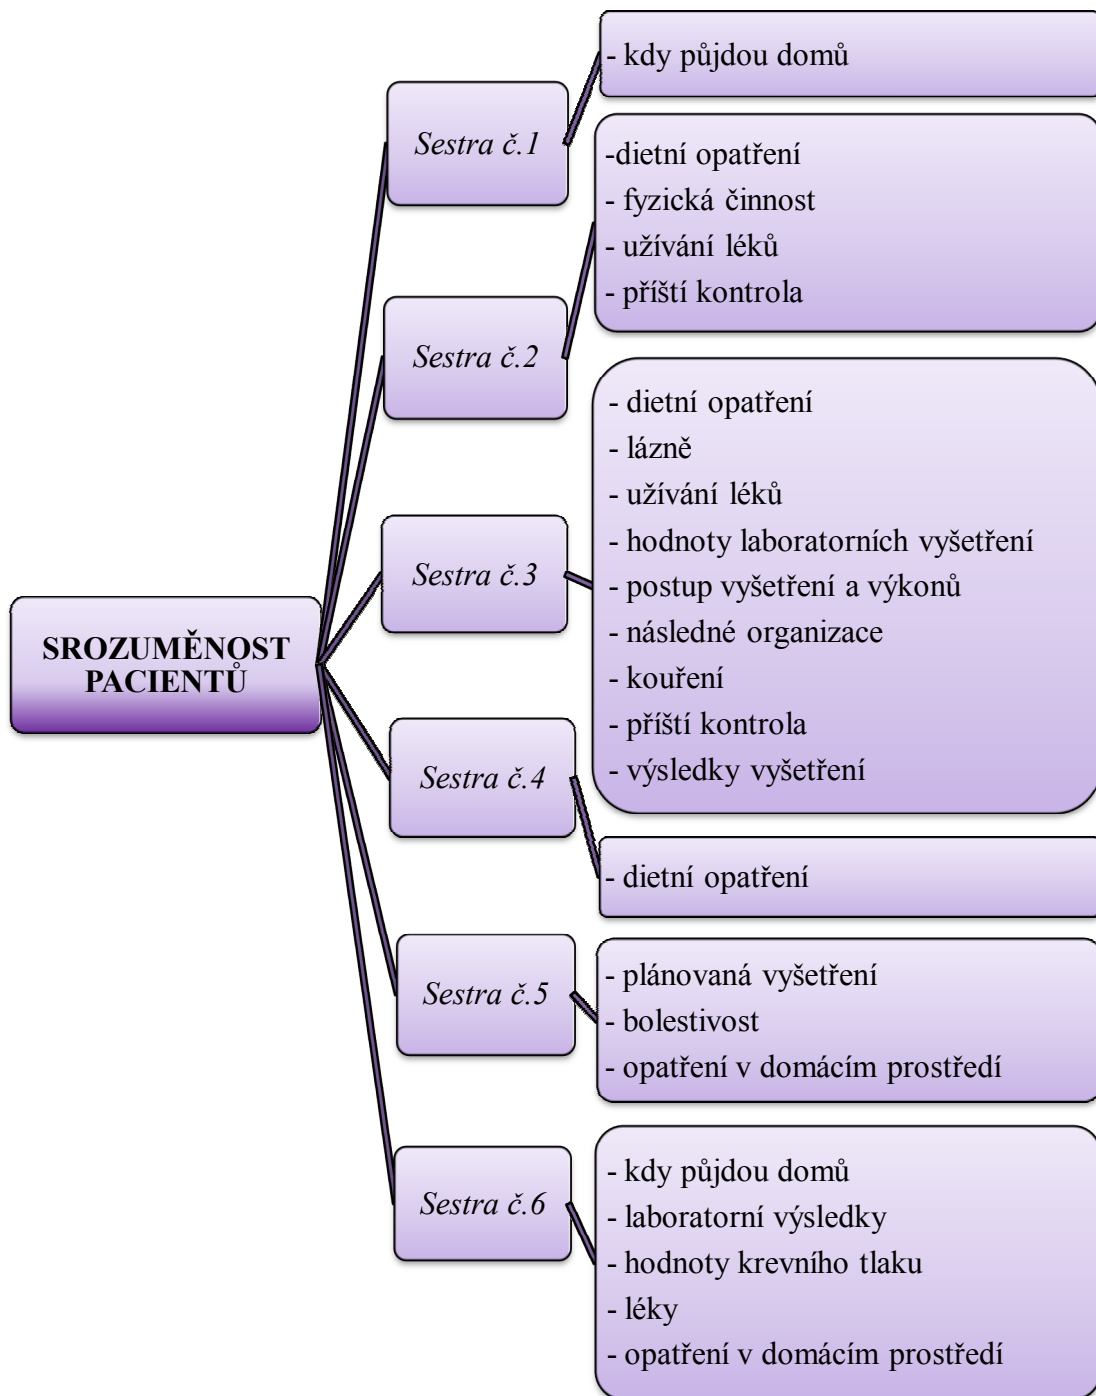 SROZUMĚNOST
PACIENTŮ
Sestra č.1
- kdy půjdou domů
Sestra č.2
-dietní opatření
- fyzická činnost
- užívání léků
- příští kontrola
Sestra č.3
- dietní opatření
- lázně
- užívání léků
- hodnoty laboratorních vyšetření
- postup vyšetření a výkonů
- následné organizace
- kouření
- příští kontrola
- výsledky vyšetření
Sestra č.4
- dietní opatření
Sestra č.5
- plánovaná vyšetření
- bolestivost
- opatření v domácím prostředí
Sestra č.6
- kdy půjdou domů
- laboratorní výsledky
- hodnoty krevního tlaku
- léky
- opatření v domácím prostředí